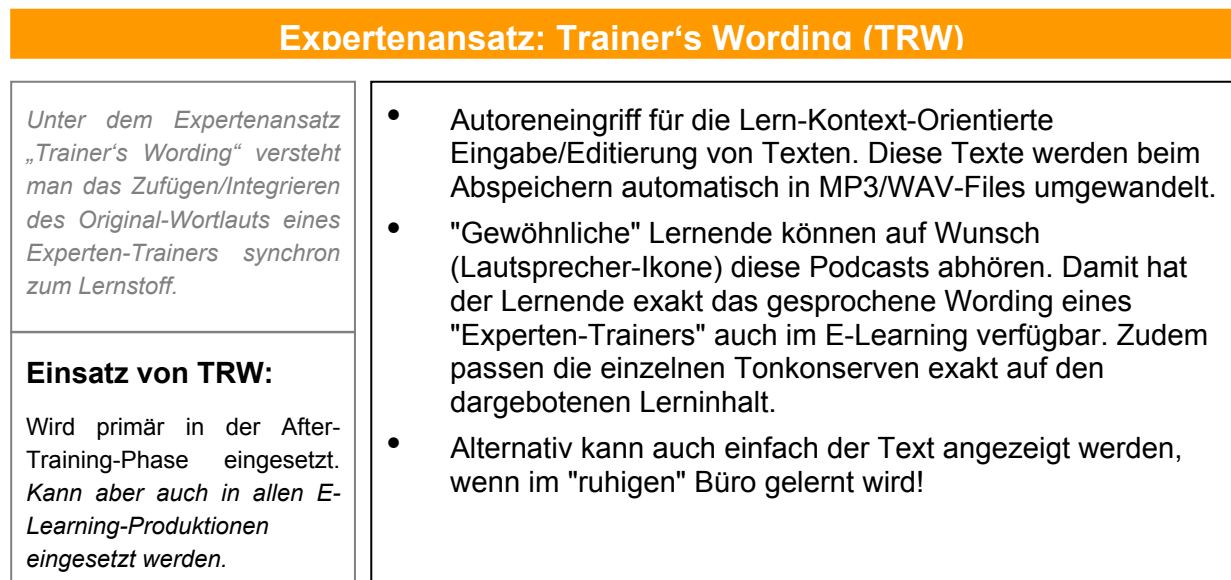 Expertenansatz: Trainer‘s Wording (TRW)
Unter dem Expertenansatz
„Trainer‘s Wording“ versteht
man das Zufügen/Integrieren
des Original-Wortlauts eines
Experten-Trainers synchron
zum Lernstoff.
Einsatz von TRW:
Wird primär in der After-
Training-Phase eingesetzt.
Kann aber auch in allen E-
Learning-Produktionen
eingesetzt werden.
• Autoreneingriff für die Lern-Kontext-Orientierte
Eingabe/Editierung von Texten. Diese Texte werden beim
Abspeichern automatisch in MP3/WAV-Files umgewandelt.
• "Gewöhnliche" Lernende können auf Wunsch
(Lautsprecher-Ikone) diese Podcasts abhören. Damit hat
der Lernende exakt das gesprochene Wording eines
"Experten-Trainers" auch im E-Learning verfügbar. Zudem
passen die einzelnen Tonkonserven exakt auf den
dargebotenen Lerninhalt.
• Alternativ kann auch einfach der Text angezeigt werden,
wenn im "ruhigen" Büro gelernt wird!